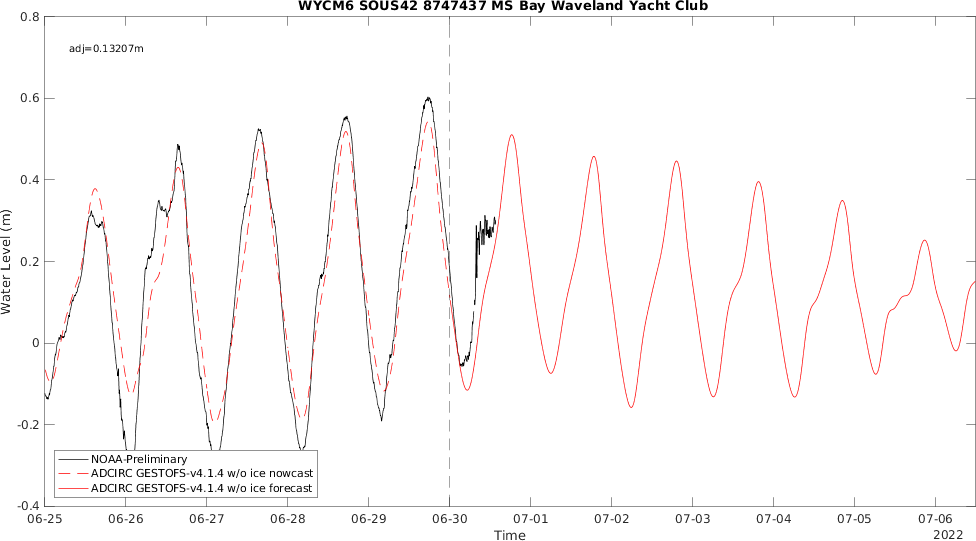 WYCM6 SOUS42 8747437 MS Bay Waveland Yacht Club
adj=0.13207m
Water Level (m)
0.8
0.6
0.4
0.2
0
-0.2
-0.4
NOAA-Preliminary
ADCIRC GESTOFS-v4.1.4 w/o ice nowcast
ADCIRC GESTOFS-v4.1.4 w/o ice forecast
06-25 06-26 06-27 06-28 06-29 06-30 07-01 07-02 07-03 07-04 07-05 07-06
Time
2022